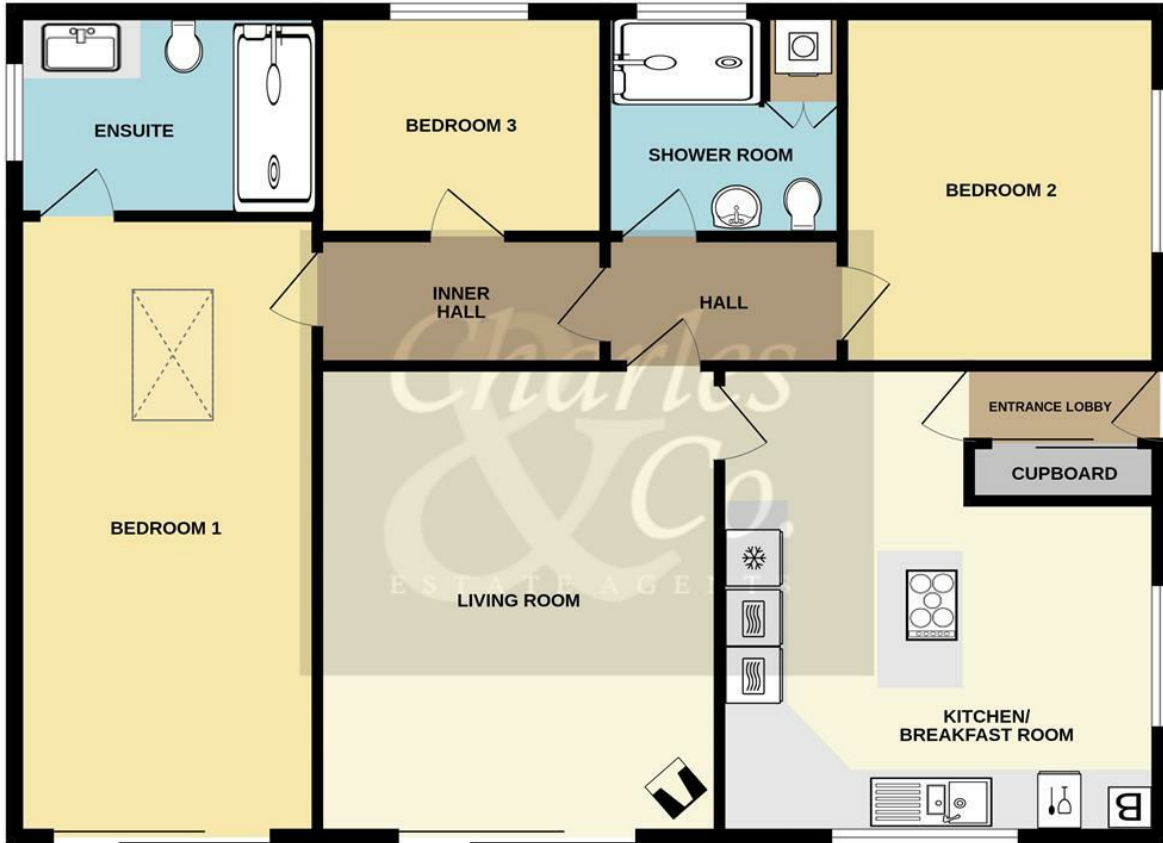 ENSUITE
BEDROOM 3
SHOWER ROOM
BEDROOM 2
INNER
HALL
HALL
Charles
& Co.
ESTATE AGENTS
ENTRANCE LOBBY
CUPBOARD
BEDROOM 1
LIVING ROOM
KITCHEN/
BREAKFAST ROOM
B